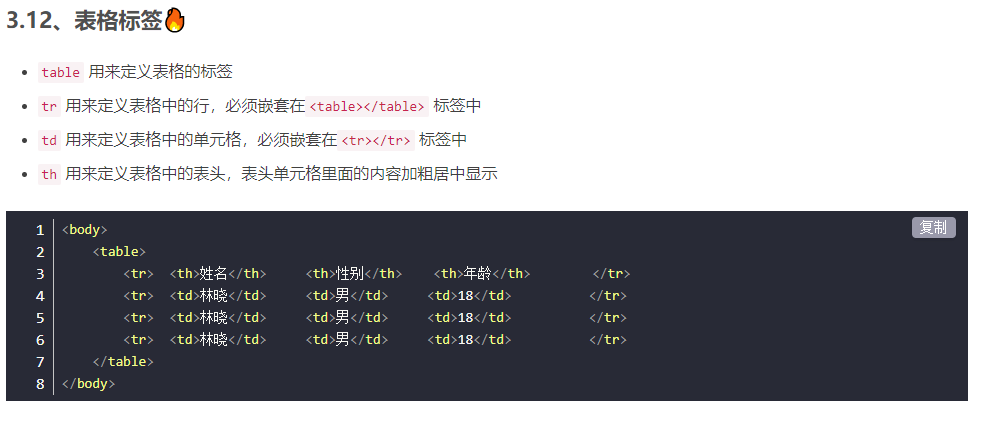 3.12、表格标签🔥
• table 用来定义表格的标签
• tr 用来定义表格中的行，必须嵌套在<table></table> 标签中
• td 用来定义表格中的单元格，必须嵌套在<tr></tr> 标签中
• th 用来定义表格中的表头，表头单元格里面的内容加粗居中显示
复制
1 <body>
2     <table>
3         <tr>  <th>姓名</th>     <th>性别</th>    <th>年龄</th>        </tr>
4         <tr>  <td>林晓</td>     <td>男</td>     <td>18</td>          </tr>
5         <tr>  <td>林晓</td>     <td>男</td>     <td>18</td>          </tr>
6         <tr>  <td>林晓</td>     <td>男</td>     <td>18</td>          </tr>
7     </table>
8 </body>